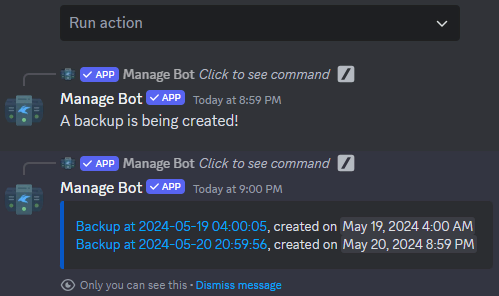 Run action
APP Manage Bot Click to see command
Manage Bot APP Today at 8:59 PM
A backup is being created!
APP Manage Bot Click to see command
Manage Bot APP Today at 9:00 PM
Backup at 2024-05-19 04:00:05, created on May 19, 2024 4:00 AM
Backup at 2024-05-20 20:59:56, created on May 20, 2024 8:59 PM
Only you can see this • Dismiss message